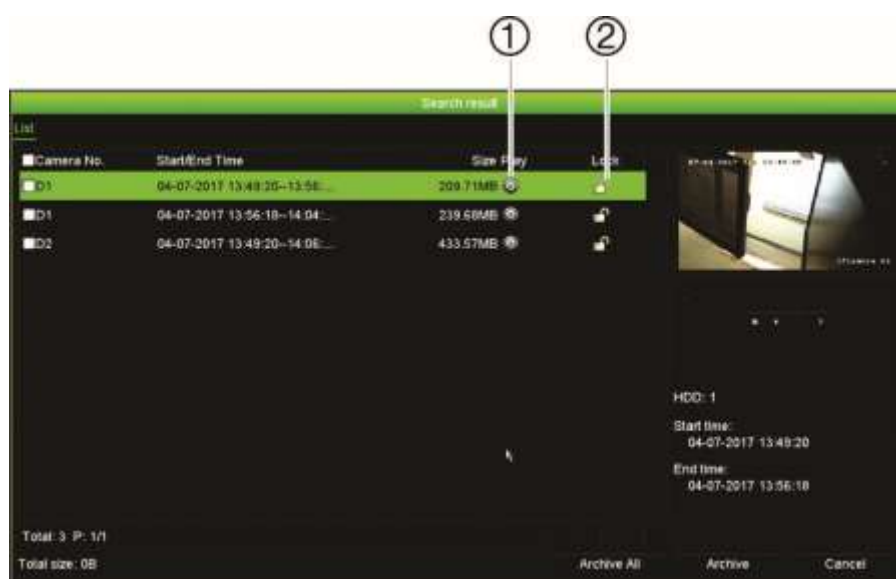 ① ②
Search result
List
Camera No. Start/End Time Size Play Lock
D1 04-07-2017 13:49:20--13:56:... 209.71MB
D1 04-07-2017 13:56:18--14:04:... 239.68MB
D2 04-07-2017 13:49:20--14:06:... 433.57MB
HDD: 1
Start time:
04-07-2017 13:49:20
End time:
04-07-2017 13:56:18
Total: 3 P: 1/1
Total size: 0B
Archive All Archive Cancel